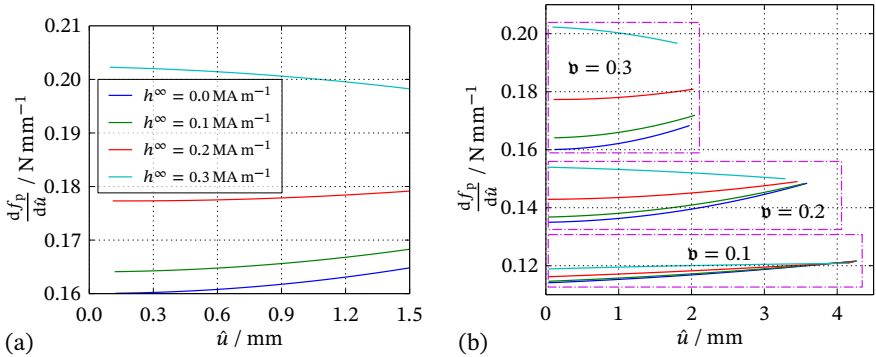 0.21
0.20
0.19
0.18
0.17
0.16
0.0 0.3 0.6 0.9 1.2 1.5
df_p/dû / N mm⁻¹
û / mm
h^∞ = 0.0 MA m⁻¹
h^∞ = 0.1 MA m⁻¹
h^∞ = 0.2 MA m⁻¹
h^∞ = 0.3 MA m⁻¹
(a)
0.20
0.18
0.16
0.14
0.12
0 1 2 3 4
df_p/dû / N mm⁻¹
û / mm
𝔳 = 0.3
𝔳 = 0.2
𝔳 = 0.1
(b)